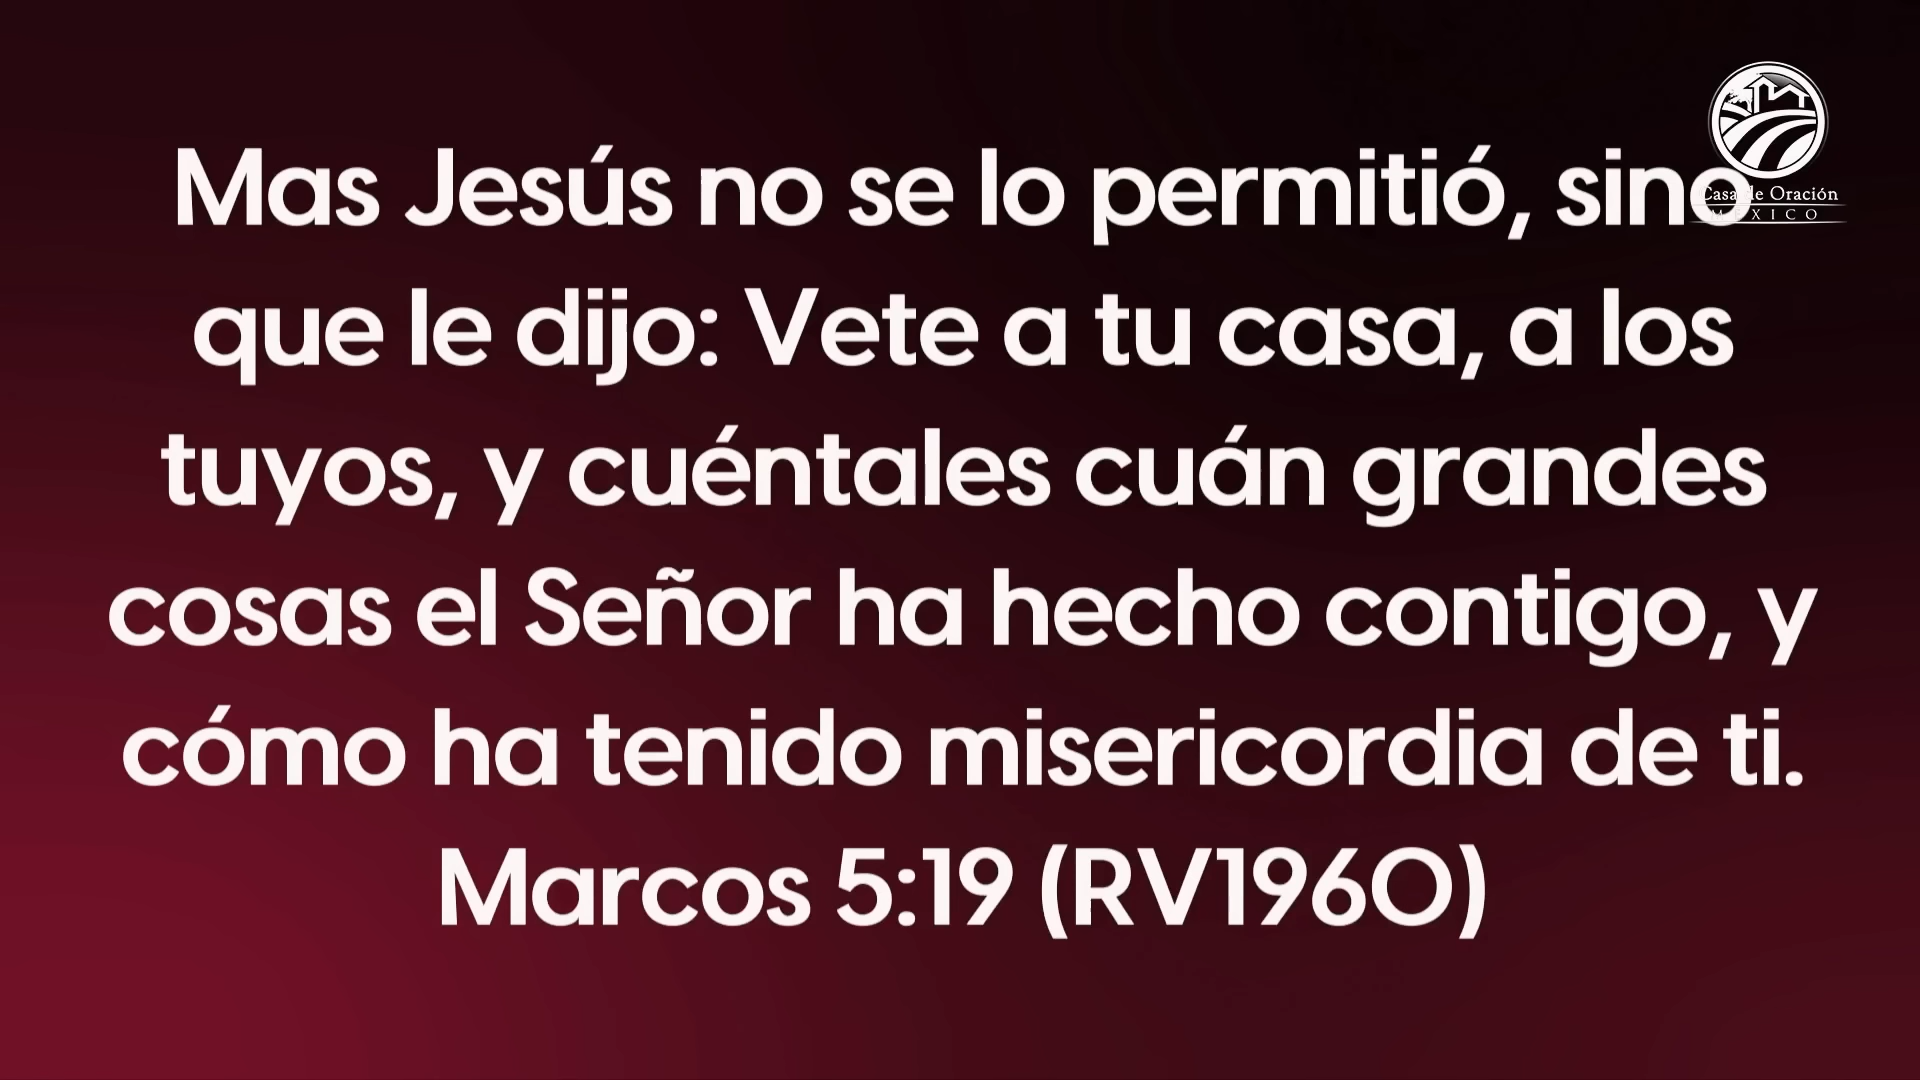 Mas Jesús no se lo permitió, sino
que le dijo: Vete a tu casa, a los
tuyos, y cuéntales cuán grandes
cosas el Señor ha hecho contigo, y
cómo ha tenido misericordia de ti.
Marcos 5:19 (RV1960)
Casa de Oración
MÉXICO